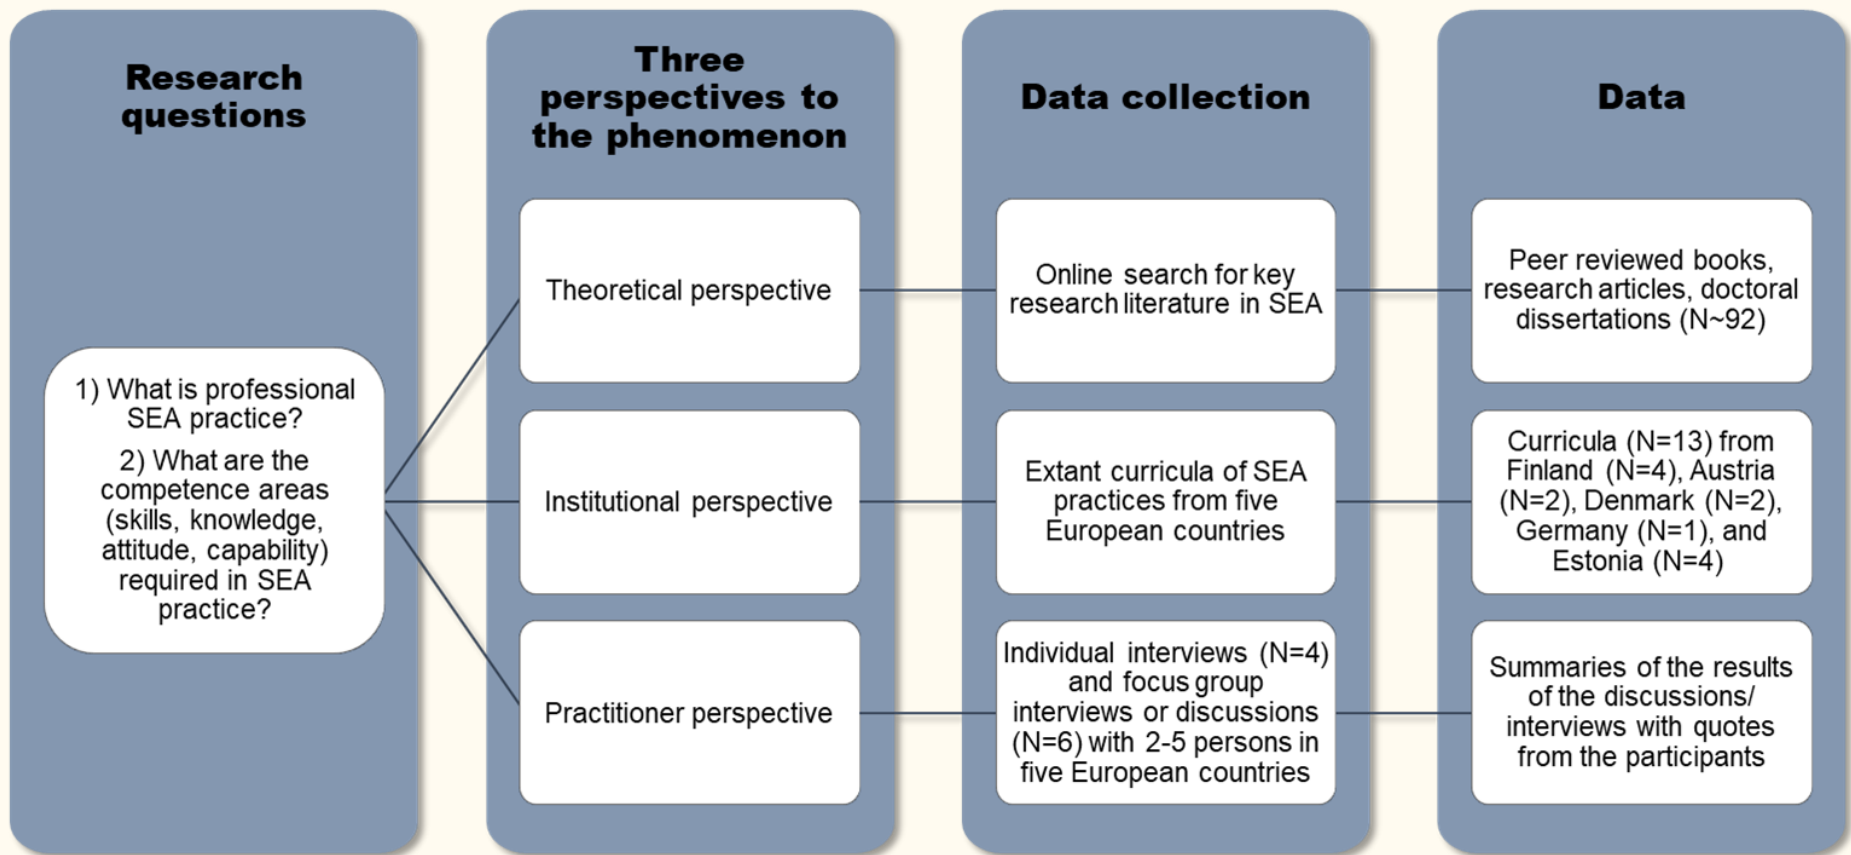 Research
questions
1) What is professional
SEA practice?
2) What are the
competence areas
(skills, knowledge,
attitude, capability)
required in SEA
practice?
Three
perspectives to
the phenomenon
Theoretical perspective
Institutional perspective
Practitioner perspective
Data collection
Online search for key
research literature in SEA
Extant curricula of SEA
practices from five
European countries
Individual interviews (N=4)
and focus group
interviews or discussions
(N=6) with 2-5 persons in
five European countries
Data
Peer reviewed books,
research articles, doctoral
dissertations (N~92)
Curricula (N=13) from
Finland (N=4), Austria
(N=2), Denmark (N=2),
Germany (N=1), and
Estonia (N=4)
Summaries of the results
of the discussions/
interviews with quotes
from the participants